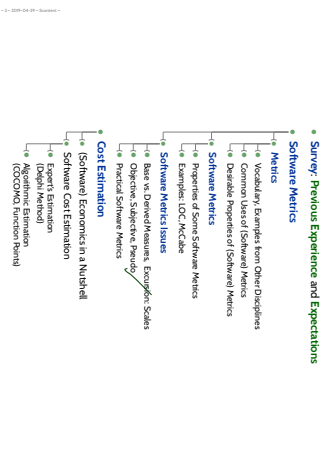 – 2 – 2019-04-29 – Scontent –
Survey: Previous Experience and Expectations
Software Metrics
Metrics
Vocabulary, Examples from Other Disciplines
Common Uses of (Software) Metrics
Desirable Properties of (Software) Metrics
Software Metrics
Properties of Some Software Metrics
Examples: LOC, McCabe
Software Metrics Issues
Base vs. Derived Measures, Excursion: Scales
Objective, Subjective, Pseudo
Practical Software Metrics
Cost Estimation
(Software) Economics in a Nutshell
Software Cost Estimation
Expert's Estimation
(Delphi Method)
Algorithmic Estimation
(COCOMO, Function Points)